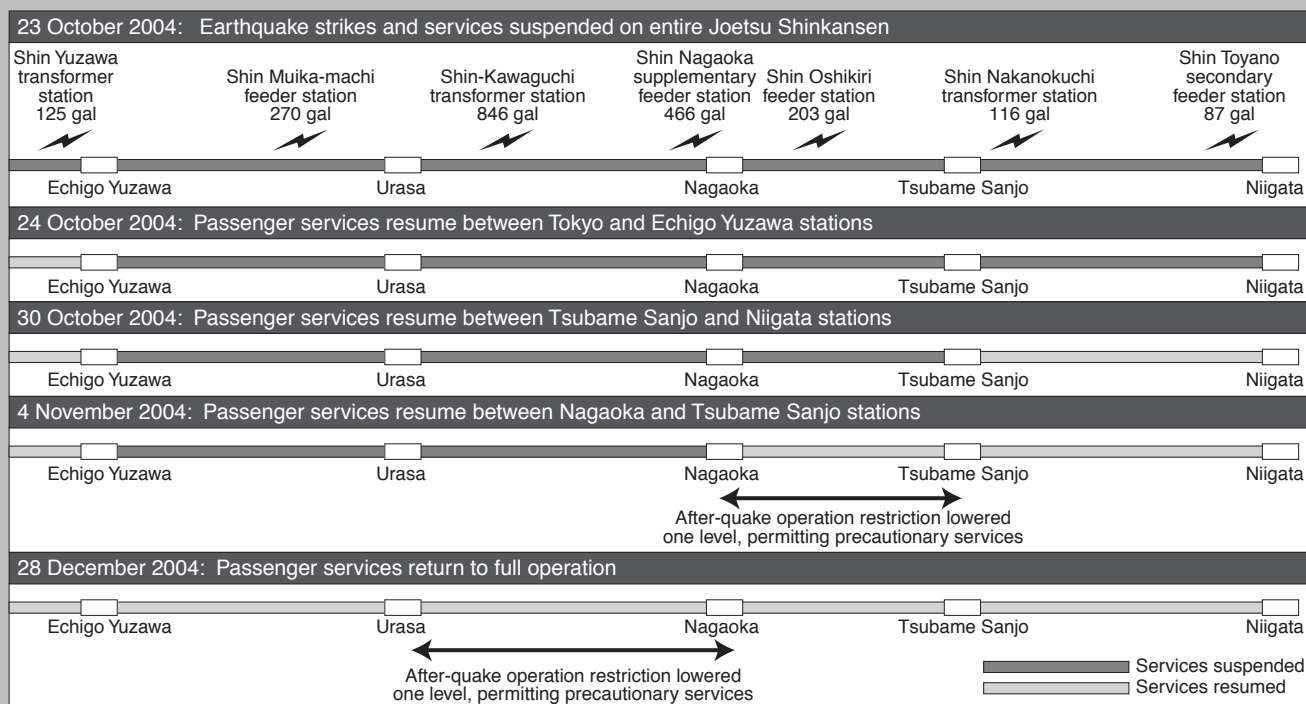 23 October 2004: Earthquake strikes and services suspended on entire Joetsu Shinkansen
Shin Yuzawa
transformer
station
125 gal
Shin Muika-machi
feeder station
270 gal
Shin-Kawaguchi
transformer station
846 gal
Shin Nagaoka
supplementary
feeder station
466 gal
Shin Oshikiri
feeder station
203 gal
Shin Nakanokuchi
transformer station
116 gal
Shin Toyano
secondary
feeder station
87 gal
Echigo Yuzawa
Urasa
Nagaoka
Tsubame Sanjo
Niigata
24 October 2004: Passenger services resume between Tokyo and Echigo Yuzawa stations
Echigo Yuzawa
Urasa
Nagaoka
Tsubame Sanjo
Niigata
30 October 2004: Passenger services resume between Tsubame Sanjo and Niigata stations
Echigo Yuzawa
Urasa
Nagaoka
Tsubame Sanjo
Niigata
4 November 2004: Passenger services resume between Nagaoka and Tsubame Sanjo stations
Echigo Yuzawa
Urasa
Nagaoka
Tsubame Sanjo
Niigata
After-quake operation restriction lowered
one level, permitting precautionary services
28 December 2004: Passenger services return to full operation
Echigo Yuzawa
Urasa
Nagaoka
Tsubame Sanjo
Niigata
After-quake operation restriction lowered
one level, permitting precautionary services
Services suspended
Services resumed